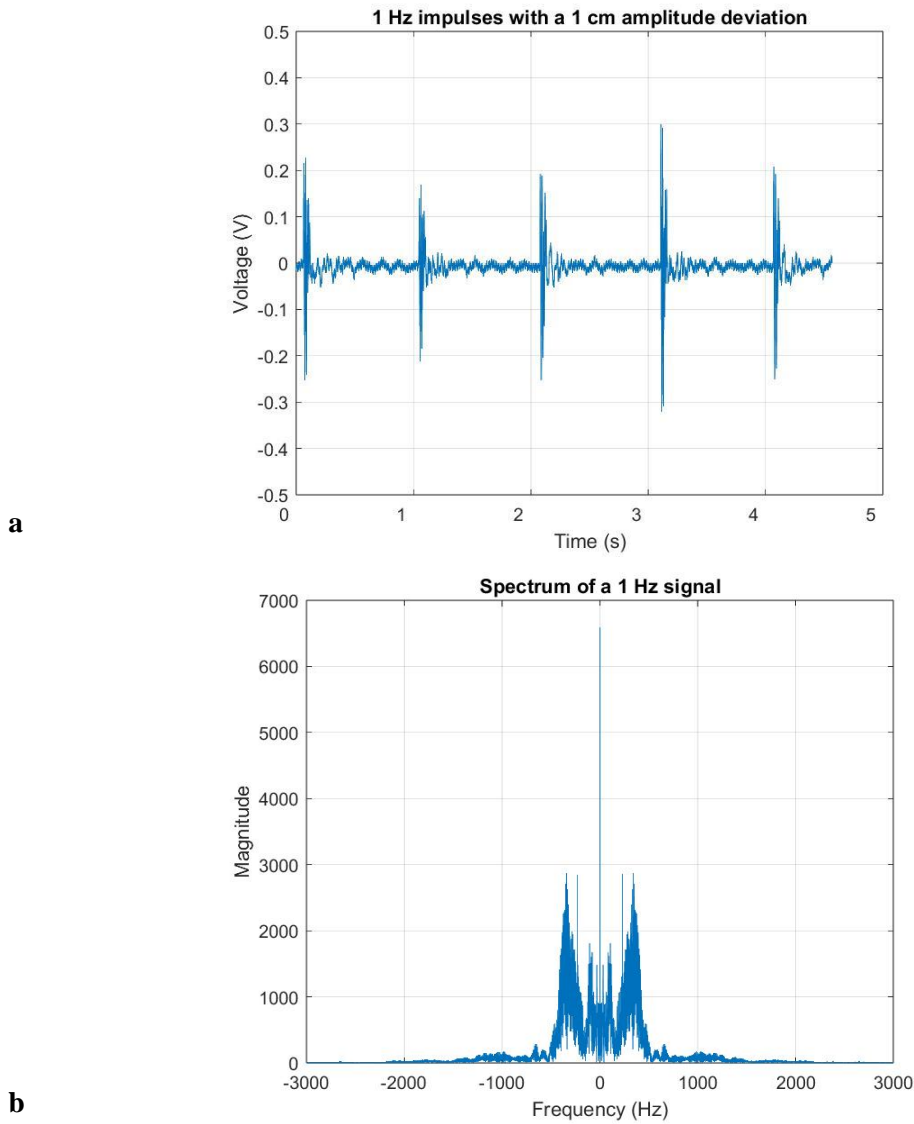 1 Hz impulses with a 1 cm amplitude deviation
0.5
0.4
0.3
0.2
0.1
0
-0.1
-0.2
-0.3
-0.4
-0.5
Voltage (V)
0 1 2 3 4 5
Time (s)
a
Spectrum of a 1 Hz signal
7000
6000
5000
4000
3000
2000
1000
0
Magnitude
-3000 -2000 -1000 0 1000 2000 3000
Frequency (Hz)
b